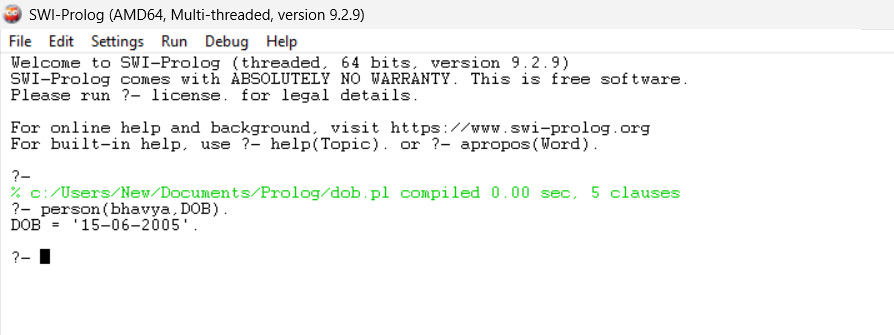 SWI-Prolog (AMD64, Multi-threaded, version 9.2.9)
File Edit Settings Run Debug Help
Welcome to SWI-Prolog (threaded, 64 bits, version 9.2.9)
SWI-Prolog comes with ABSOLUTELY NO WARRANTY. This is free software.
Please run ?- license. for legal details.
For online help and background, visit https://www.swi-prolog.org
For built-in help, use ?- help(Topic). or ?- apropos(Word).
?-
% c:/Users/New/Documents/Prolog/dob.pl compiled 0.00 sec, 5 clauses
?- person(bhavya,DOB).
DOB = '15-06-2005'.
?-